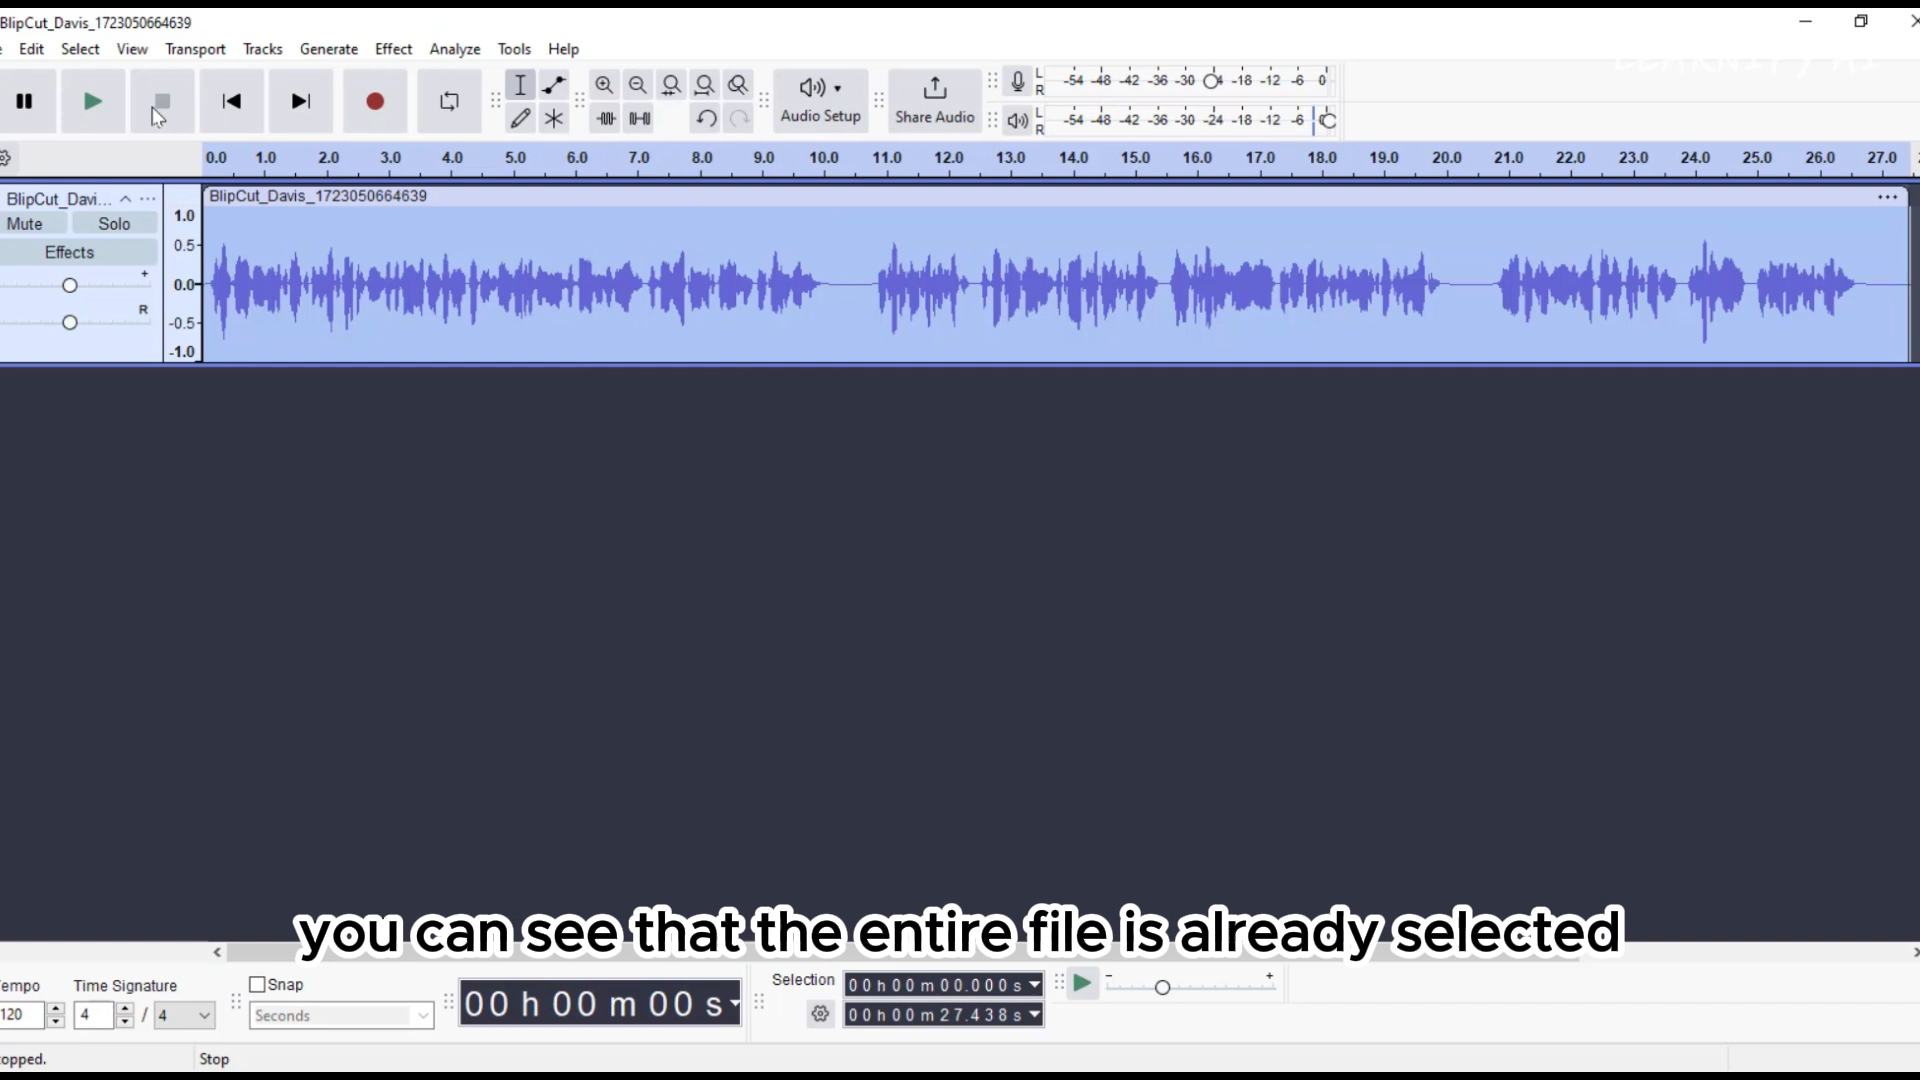 BlipCut_Davis_1723050664639
Edit Select View Transport Tracks Generate Effect Analyze Tools Help
LEARNIFY AI
Audio Setup
Share Audio
L -54 -48 -42 -36 -30 -18 -12 -6 0
R
L -54 -48 -42 -36 -30 -24 -18 -12 -6
R
0.0 1.0 2.0 3.0 4.0 5.0 6.0 7.0 8.0 9.0 10.0 11.0 12.0 13.0 14.0 15.0 16.0 17.0 18.0 19.0 20.0 21.0 22.0 23.0 24.0 25.0 26.0 27.0
BlipCut_Davi...
BlipCut_Davis_1723050664639
Mute Solo
Effects
R
1.0
0.5
0.0
-0.5
-1.0
you can see that the entire file is already selected
empo
120
Time Signature
4 / 4
Snap
Seconds
00 h 00 m 00 s
Selection
00 h 00 m 00.000 s
00 h 00 m 27.438 s
opped.
Stop